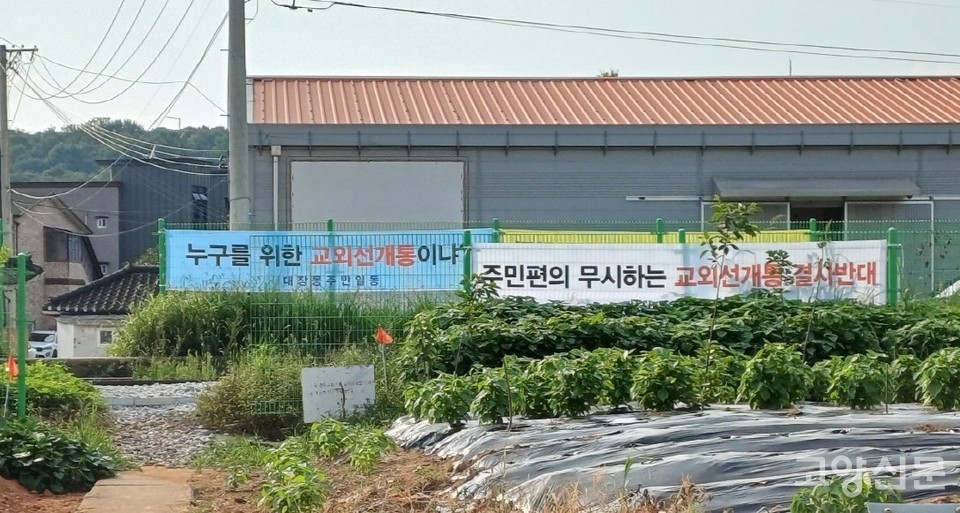 누구를 위한 교외선개통이냐?
대장동주민일동
주민편의 무시하는 교외선개통 결사반대
고양신문